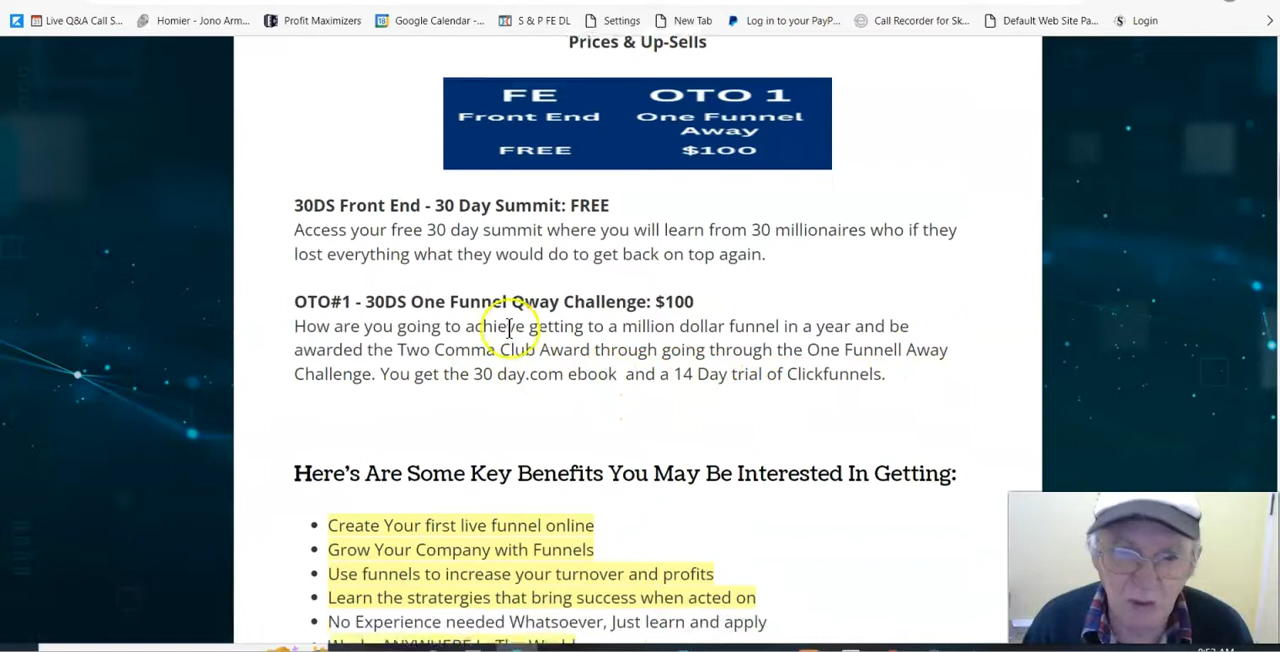 Live Q&A Call S...
Homier - Jono Arm...
Profit Maximizers
Google Calendar -...
S & P FE DL
Settings
New Tab
Log in to your PayP...
Call Recorder for Sk...
Default Web Site Pa...
Login
Prices & Up-Sells
FE
Front End
FREE
OTO 1
One Funnel
Away
$100
30DS Front End - 30 Day Summit: FREE
Access your free 30 day summit where you will learn from 30 millionaires who if they
lost everything what they would do to get back on top again.
OTO#1 - 30DS One Funnel Qway Challenge: $100
How are you going to achieve getting to a million dollar funnel in a year and be
awarded the Two Comma Club Award through going through the One Funnell Away
Challenge. You get the 30 day.com ebook and a 14 Day trial of Clickfunnels.
Here's Are Some Key Benefits You May Be Interested In Getting:
Create Your first live funnel online
Grow Your Company with Funnels
Use funnels to increase your turnover and profits
Learn the stratergies that bring success when acted on
No Experience needed Whatsoever, Just learn and apply